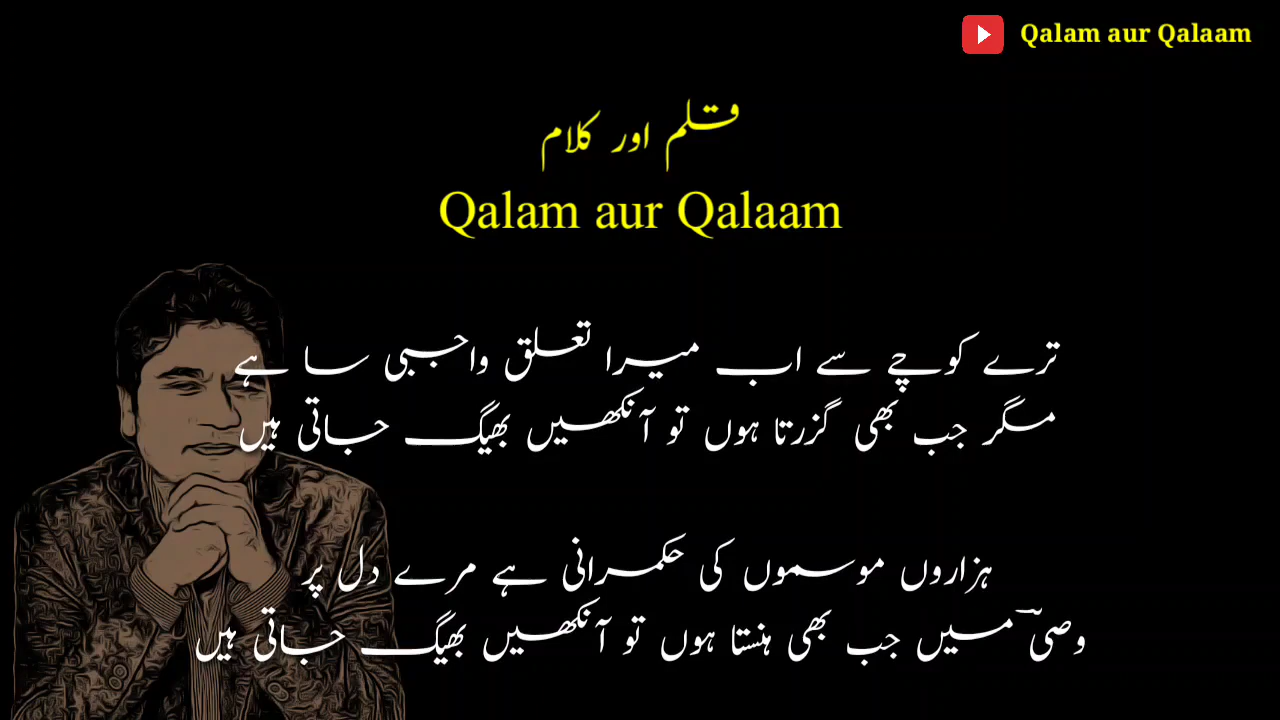 Qalam aur Qalaam
قلم اور کلام
Qalam aur Qalaam
ترے کوچے سے اب میرا تعلق واجبی سا ہے
مگر جب بھی گزرتا ہوں تو آنکھیں بھیگ جاتی ہیں
ہزاروں موسموں کی حکمرانی ہے مرے دل پر
وصیؔ میں جب بھی ہنستا ہوں تو آنکھیں بھیگ جاتی ہیں